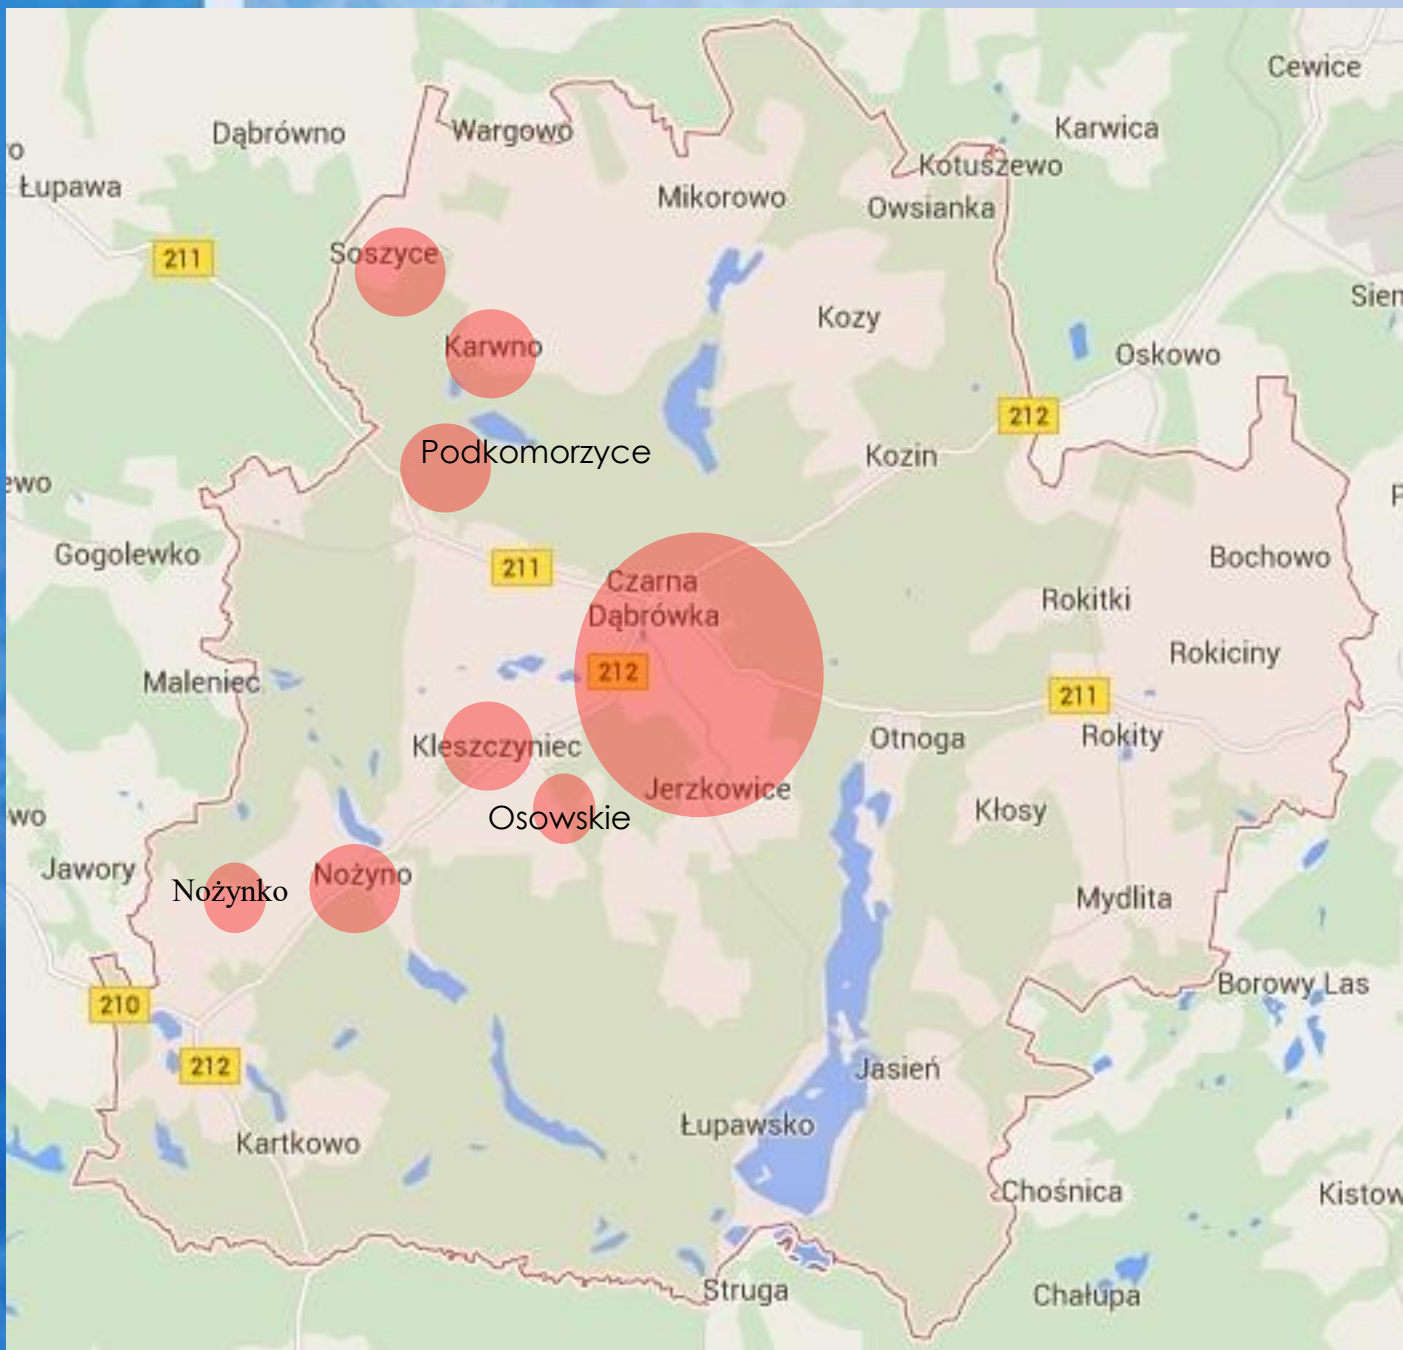 Cewice
Dąbrówno
Wargowo
Karwica
Łupawa
Kotuszewo
Mikorowo
Owsianka
Soszyce
211
Sien
Kozy
Karwno
Oskowo
212
Podkomorzyce
Kozin
ewo
P
Gogolewko
211
Czarna
Dąbrówka
Bochowo
Rokitki
Rokiciny
Maleniec
212
211
Kleszczyniec
Otnoga
Rokity
Jerzkowice
Osowskie
Kłosy
wo
Jawory
Nożynko
Nożyno
Mydlita
210
Borowy Las
212
Jasień
Łupawsko
Kartkowo
Chośnica
Kistow
Struga
Chałupa